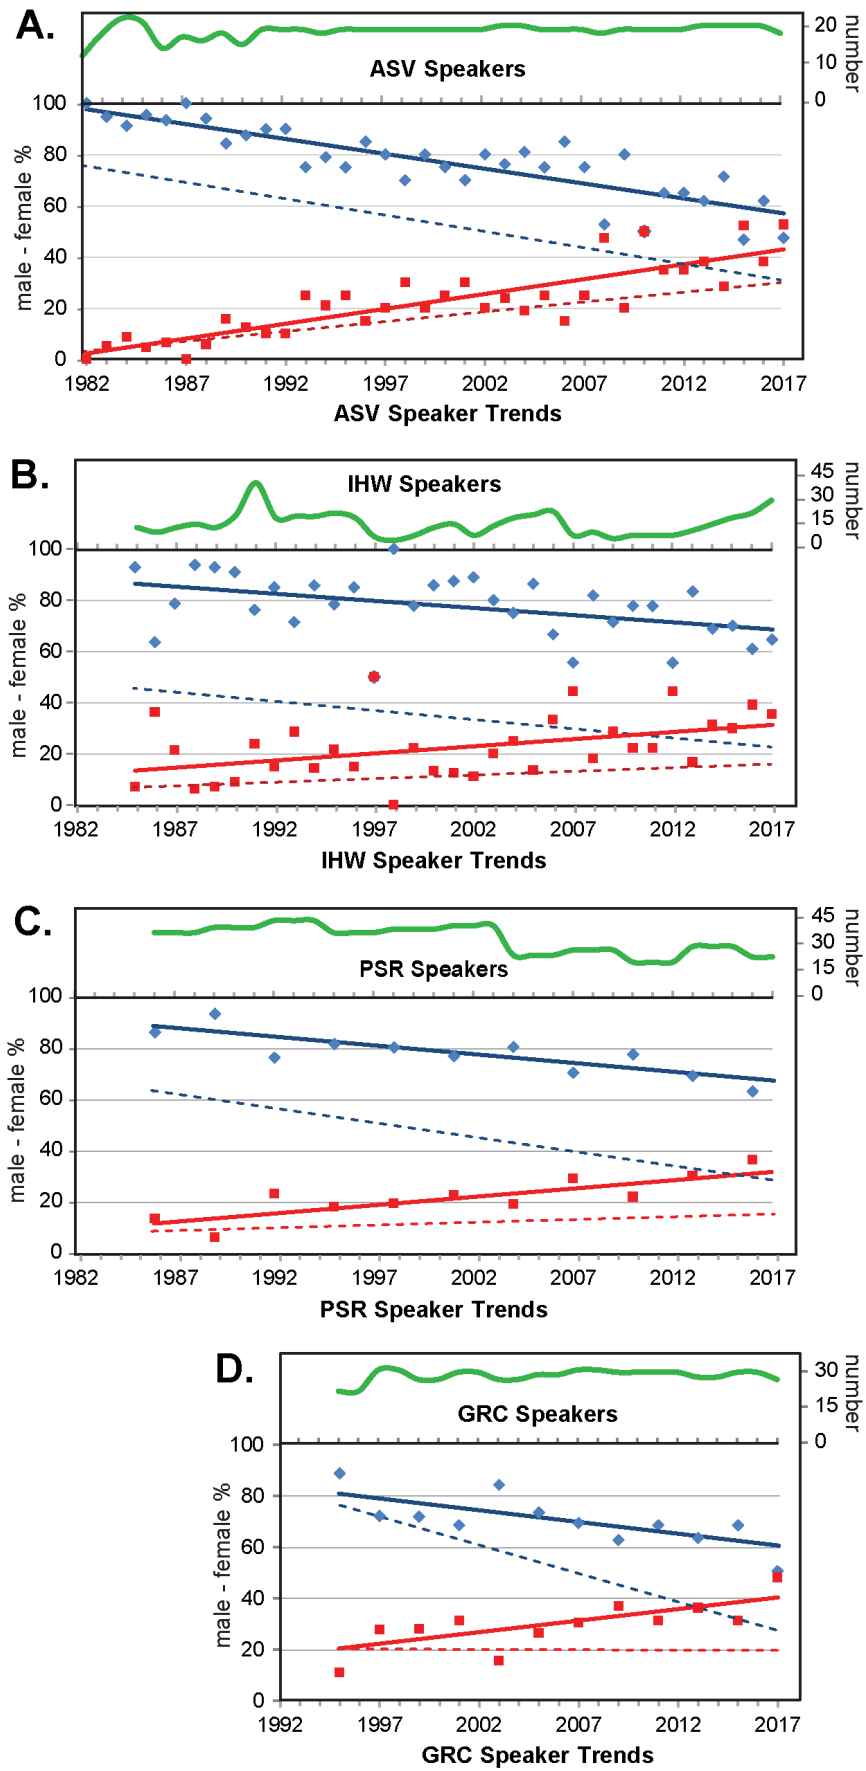 A.
20
10
0
number
ASV Speakers
100
80
60
40
20
0
male - female %
1982 1987 1992 1997 2002 2007 2012 2017
ASV Speaker Trends
B.
45
30
15
0
number
IHW Speakers
100
80
60
40
20
0
male - female %
1982 1987 1992 1997 2002 2007 2012 2017
IHW Speaker Trends
C.
45
30
15
0
number
PSR Speakers
100
80
60
40
20
0
male - female %
1982 1987 1992 1997 2002 2007 2012 2017
PSR Speaker Trends
D.
30
15
0
number
GRC Speakers
100
80
60
40
20
0
male - female %
1992 1997 2002 2007 2012 2017
GRC Speaker Trends